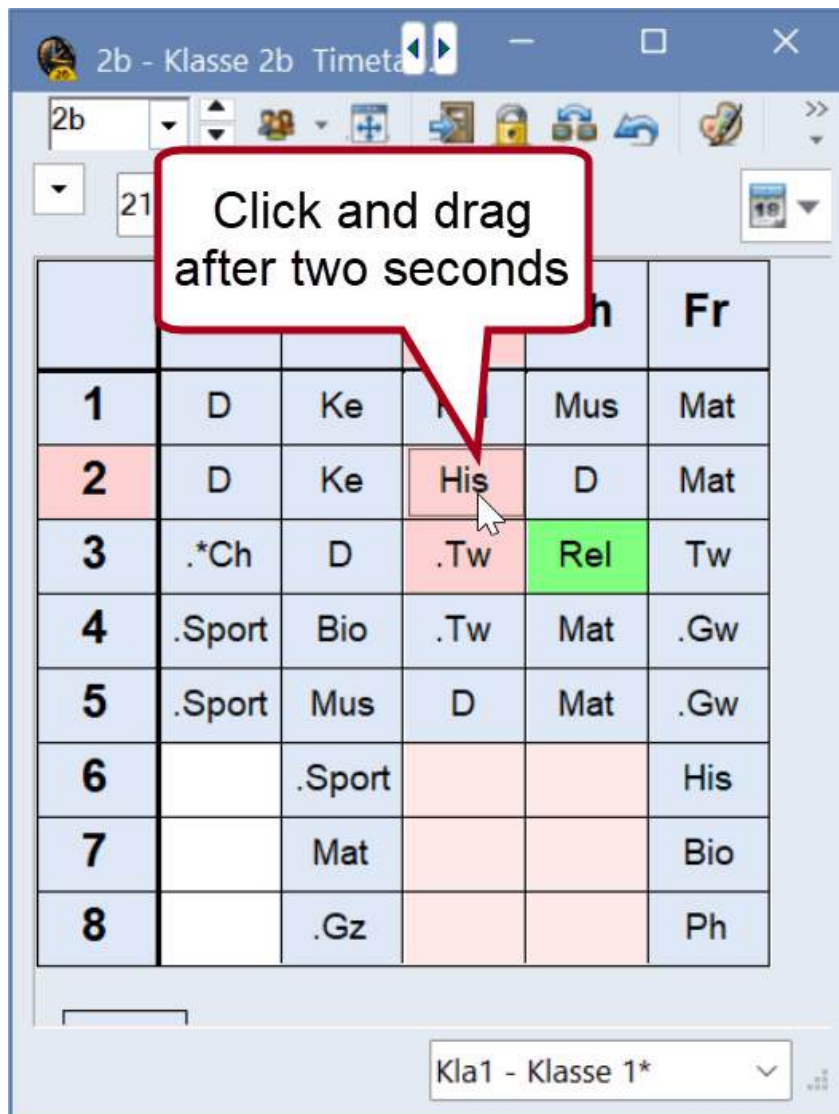 2b - Klasse 2b Timeta
2b
21
18
Click and drag
after two seconds
Fr
1 D Ke Mus Mat
2 D Ke His D Mat
3 .*Ch D .Tw Rel Tw
4 .Sport Bio .Tw Mat .Gw
5 .Sport Mus D Mat .Gw
6 .Sport His
7 Mat Bio
8 .Gz Ph
Kla1 - Klasse 1*